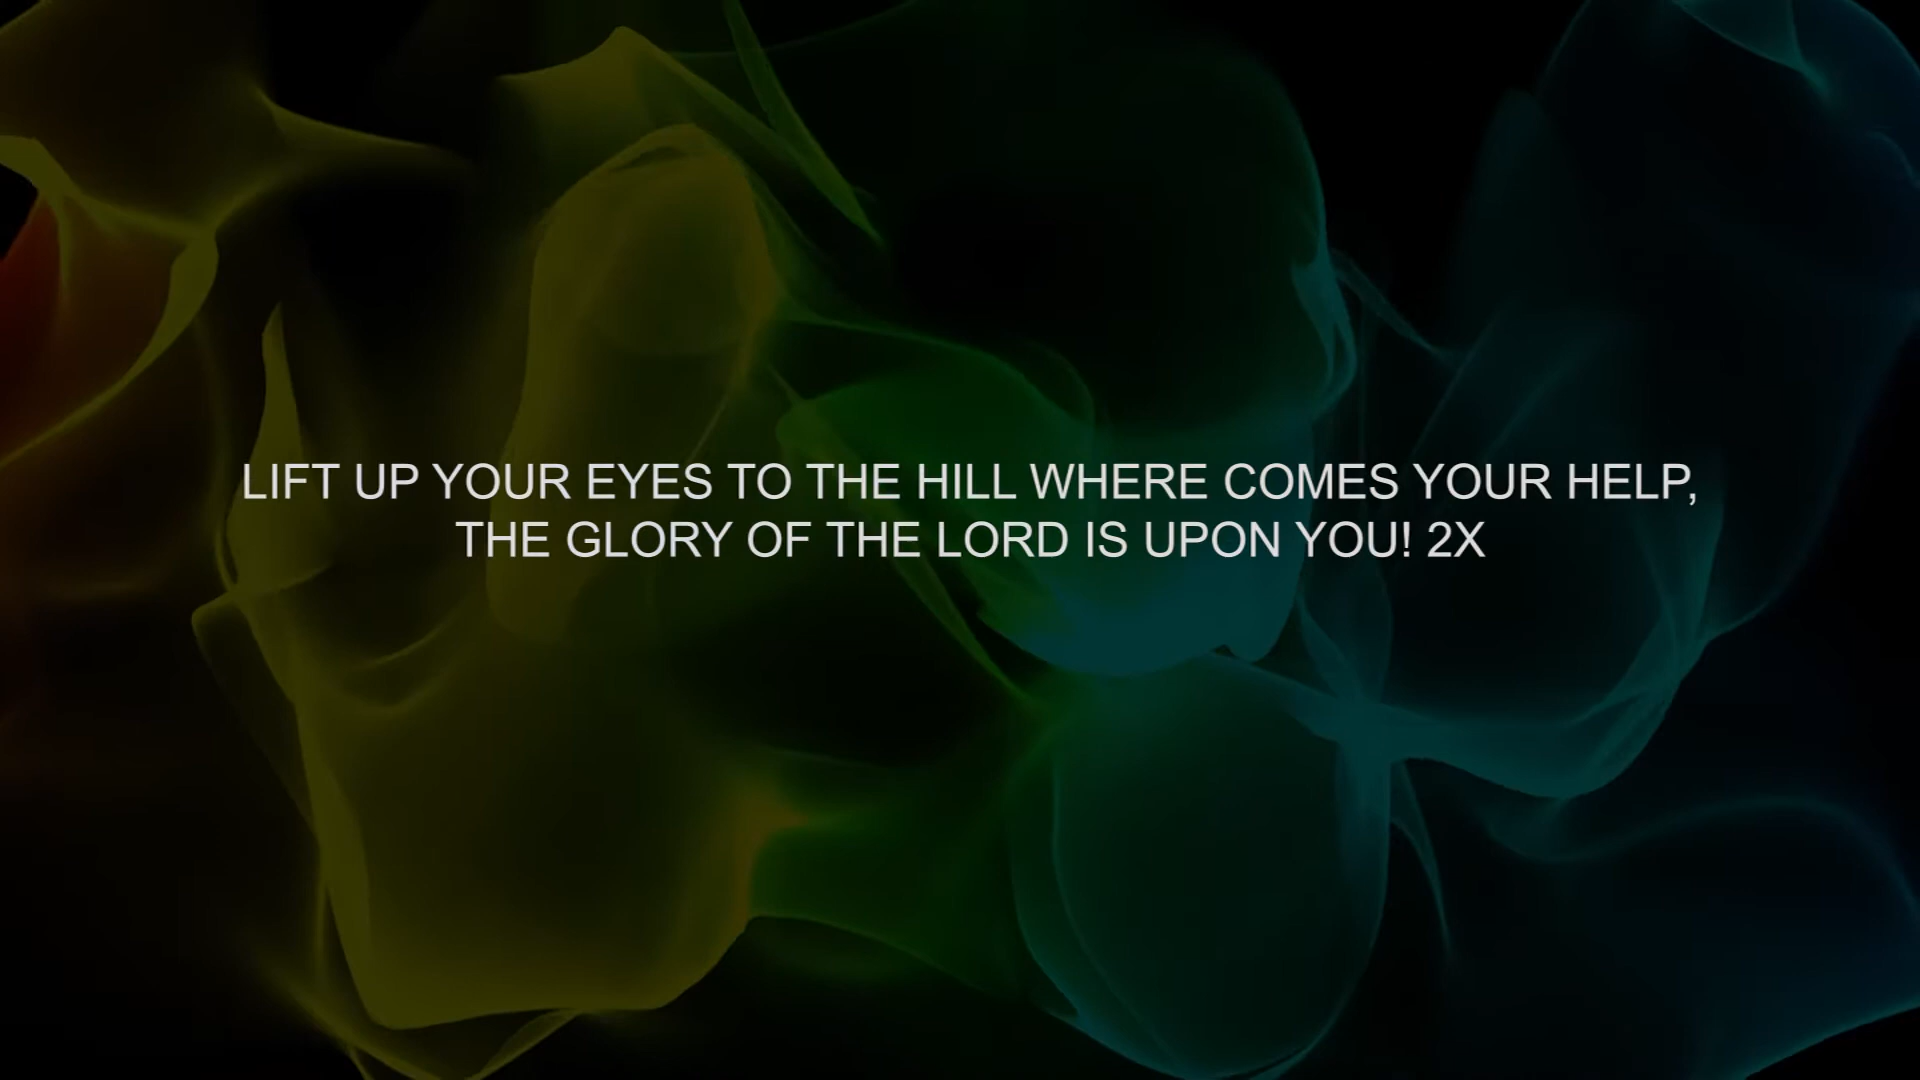 LIFT UP YOUR EYES TO THE HILL WHERE COMES YOUR HELP,
THE GLORY OF THE LORD IS UPON YOU! 2X